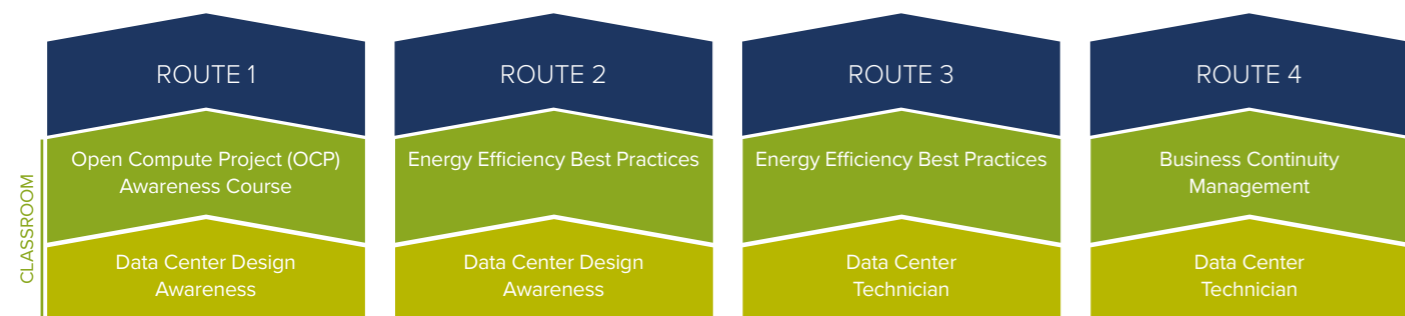 ROUTE 1
ROUTE 2
ROUTE 3
ROUTE 4
CLASSROOM
Open Compute Project (OCP)
Awareness Course
Energy Efficiency Best Practices
Energy Efficiency Best Practices
Business Continuity
Management
Data Center Design
Awareness
Data Center Design
Awareness
Data Center
Technician
Data Center
Technician